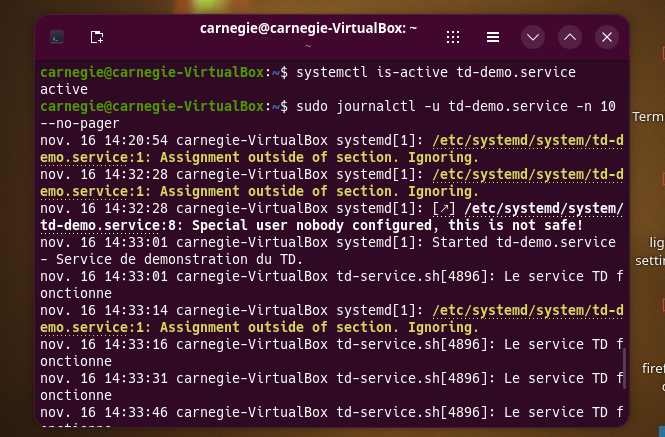 carnegie@carnegie-VirtualBox: ~
~
carnegie@carnegie-VirtualBox:~$ systemctl is-active td-demo.service
active
carnegie@carnegie-VirtualBox:~$ sudo journalctl -u td-demo.service -n 10
--no-pager
nov. 16 14:20:54 carnegie-VirtualBox systemd[1]: /etc/systemd/system/td-d
emo.service:1: Assignment outside of section. Ignoring.
nov. 16 14:32:28 carnegie-VirtualBox systemd[1]: /etc/systemd/system/td-d
emo.service:1: Assignment outside of section. Ignoring.
nov. 16 14:32:28 carnegie-VirtualBox systemd[1]: [↗] /etc/systemd/system/
td-demo.service:8: Special user nobody configured, this is not safe!
nov. 16 14:33:01 carnegie-VirtualBox systemd[1]: Started td-demo.service
- Service de demonstration du TD.
nov. 16 14:33:01 carnegie-VirtualBox td-service.sh[4896]: Le service TD f
onctionne
nov. 16 14:33:14 carnegie-VirtualBox systemd[1]: /etc/systemd/system/td-d
emo.service:1: Assignment outside of section. Ignoring.
nov. 16 14:33:16 carnegie-VirtualBox td-service.sh[4896]: Le service TD f
onctionne
nov. 16 14:33:31 carnegie-VirtualBox td-service.sh[4896]: Le service TD f
onctionne
nov. 16 14:33:46 carnegie-VirtualBox td-service.sh[4896]: Le service TD f
onctionne
Term
lig
settin
firef